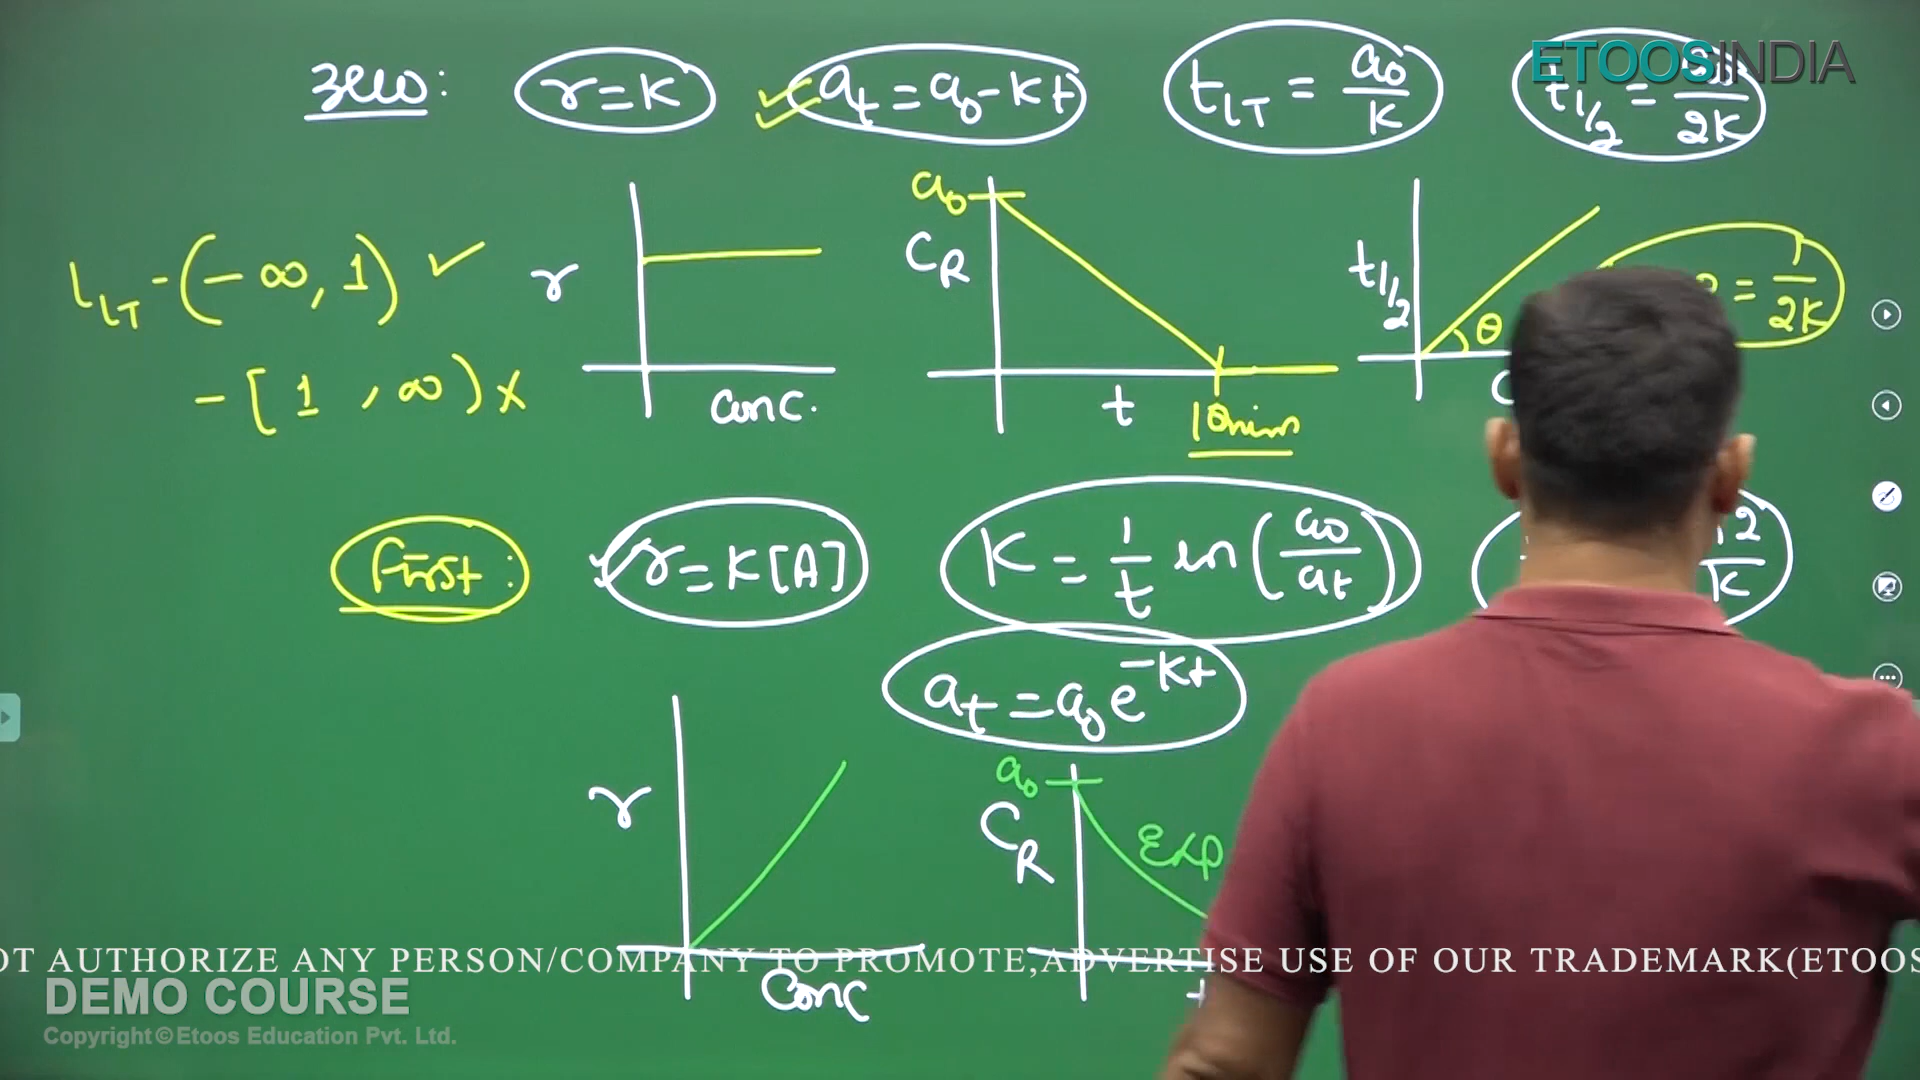 zero: r=K at = a0 - Kt tLT = a0/K t1/2 = a0/2K
ETOOSINDIA
a0
tLT - (-∞, 1) ✓ r CR t1/2 θ = 1/2K
- [1, ∞) x conc. t 10min
First: r = K[A] K = 1/t ln (a0/at) K
at = a0 e^-Kt
a0
r CR Exp
OT AUTHORIZE ANY PERSON/COMPANY TO PROMOTE,ADVERTISE USE OF OUR TRADEMARK(ETOOS
DEMO COURSE
Conc
Copyright © Etoos Education Pvt. Ltd.